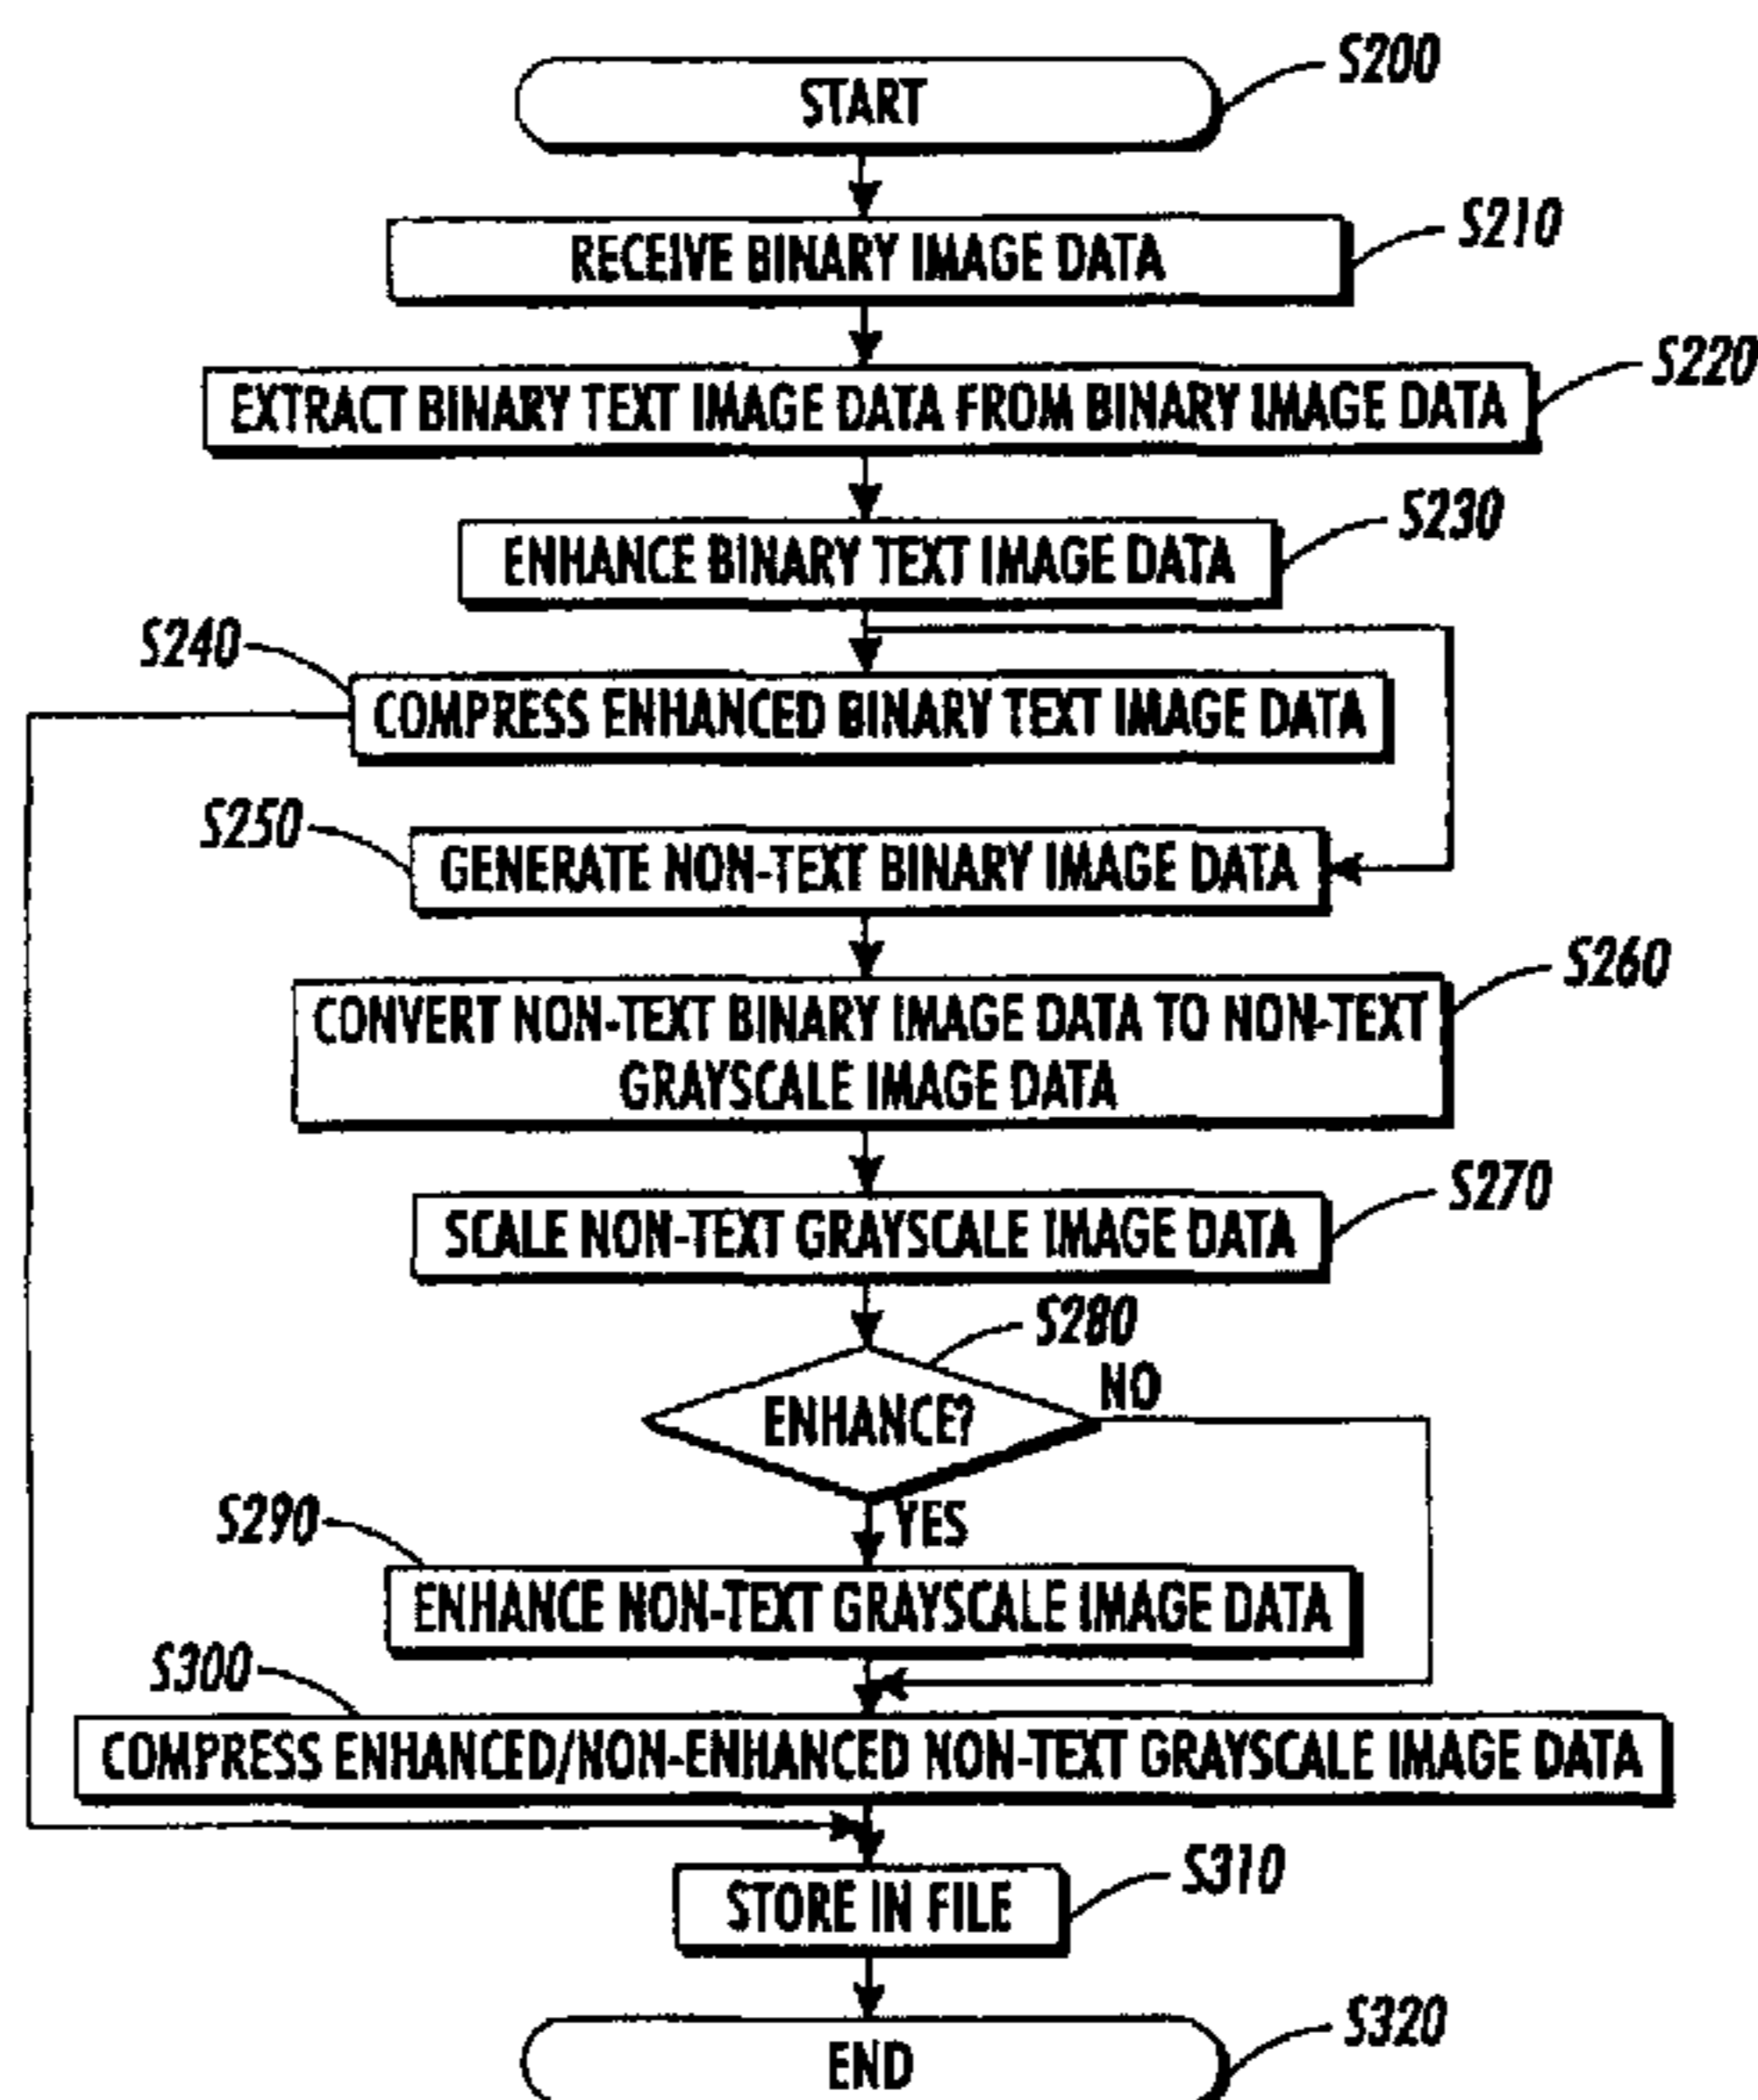 S200
START
S210
RECEIVE BINARY IMAGE DATA
S220
EXTRACT BINARY TEXT IMAGE DATA FROM BINARY IMAGE DATA
S230
ENHANCE BINARY TEXT IMAGE DATA
S240
COMPRESS ENHANCED BINARY TEXT IMAGE DATA
S250
GENERATE NON-TEXT BINARY IMAGE DATA
S260
CONVERT NON-TEXT BINARY IMAGE DATA TO NON-TEXT
GRAYSCALE IMAGE DATA
S270
SCALE NON-TEXT GRAYSCALE IMAGE DATA
S280
NO
ENHANCE?
YES
S290
ENHANCE NON-TEXT GRAYSCALE IMAGE DATA
S300
COMPRESS ENHANCED/NON-ENHANCED NON-TEXT GRAYSCALE IMAGE DATA
S310
STORE IN FILE
S320
END